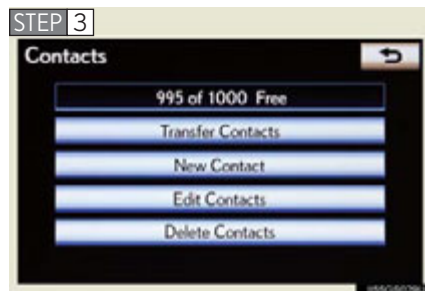 STEP 3
Contacts
995 of 1000 Free
Transfer Contacts
New Contact
Edit Contacts
Delete Contacts